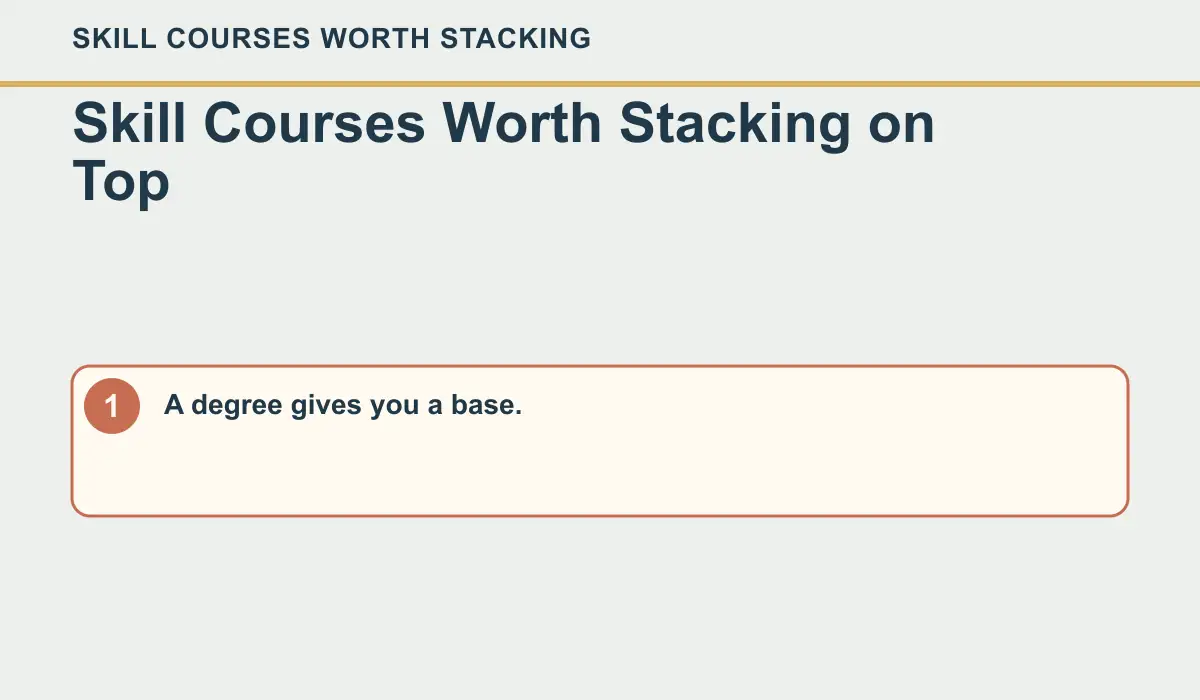 SKILL COURSES WORTH STACKING
Skill Courses Worth Stacking on
Top
1
A degree gives you a base.